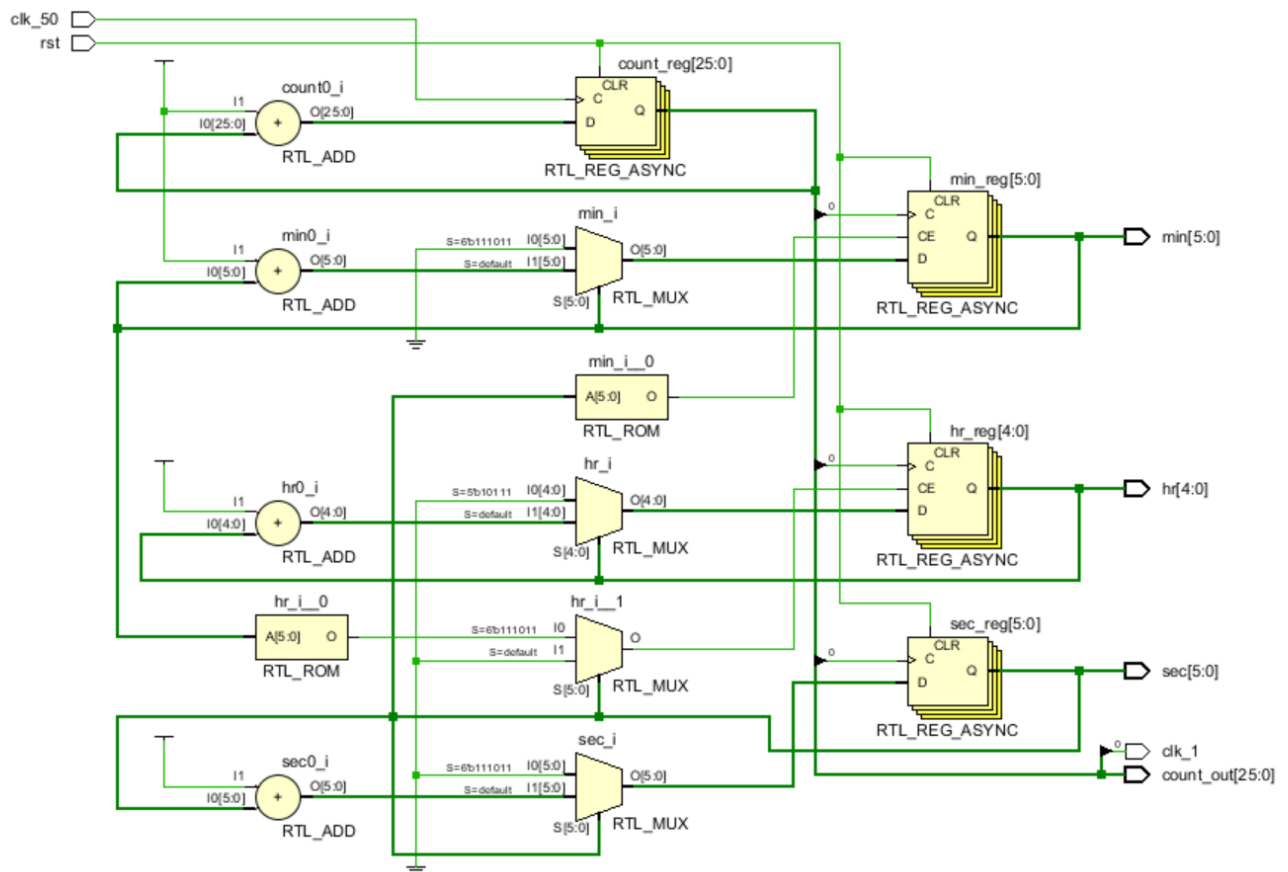 clk_50
rst
count_reg[25:0]
CLR
C
D
Q
RTL_REG_ASYNC
count0_i
I1
I0[25:0]
+
O[25:0]
RTL_ADD
min_reg[5:0]
CLR
C
CE
D
Q
RTL_REG_ASYNC
0
min[5:0]
min0_i
I1
I0[5:0]
+
O[5:0]
RTL_ADD
min_i
S=6'b111011
I0[5:0]
S=default
I1[5:0]
S[5:0]
O[5:0]
RTL_MUX
min_i__0
A[5:0]
O
RTL_ROM
hr_reg[4:0]
CLR
C
CE
D
Q
RTL_REG_ASYNC
0
hr[4:0]
hr0_i
I1
I0[4:0]
+
O[4:0]
RTL_ADD
hr_i
S=5'b10111
I0[4:0]
S=default
I1[4:0]
S[4:0]
O[4:0]
RTL_MUX
hr_i__0
A[5:0]
O
RTL_ROM
hr_i__1
S=6'b111011
I0
S=default
I1
S[5:0]
O
RTL_MUX
sec_reg[5:0]
CLR
C
D
Q
RTL_REG_ASYNC
0
sec[5:0]
sec0_i
I1
I0[5:0]
+
O[5:0]
RTL_ADD
sec_i
S=6'b111011
I0[5:0]
S=default
I1[5:0]
S[5:0]
O[5:0]
RTL_MUX
0
clk_1
count_out[25:0]